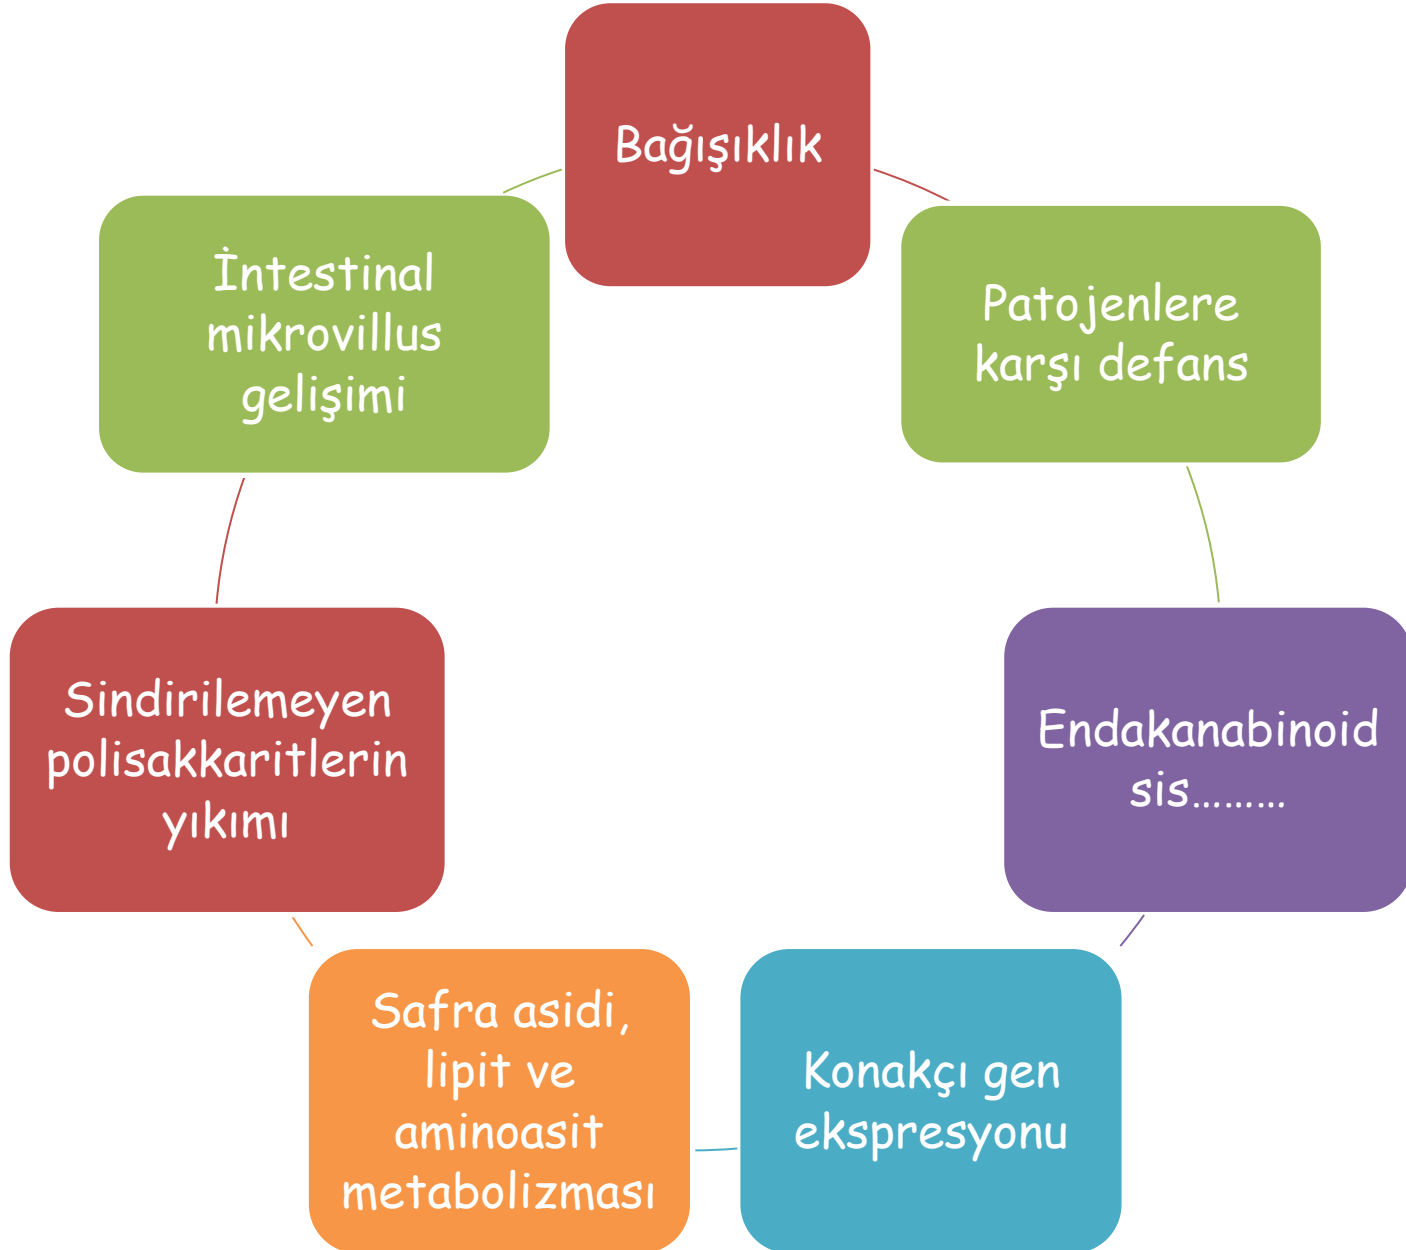 Bağışıklık
Patojenlere
karşı defans
Endakanabinoid
sis.........
Konakçı gen
ekspresyonu
Safra asidi,
lipit ve
aminoasit
metabolizması
Sindirilemeyen
polisakkaritlerin
yıkımı
İntestinal
mikrovillus
gelişimi